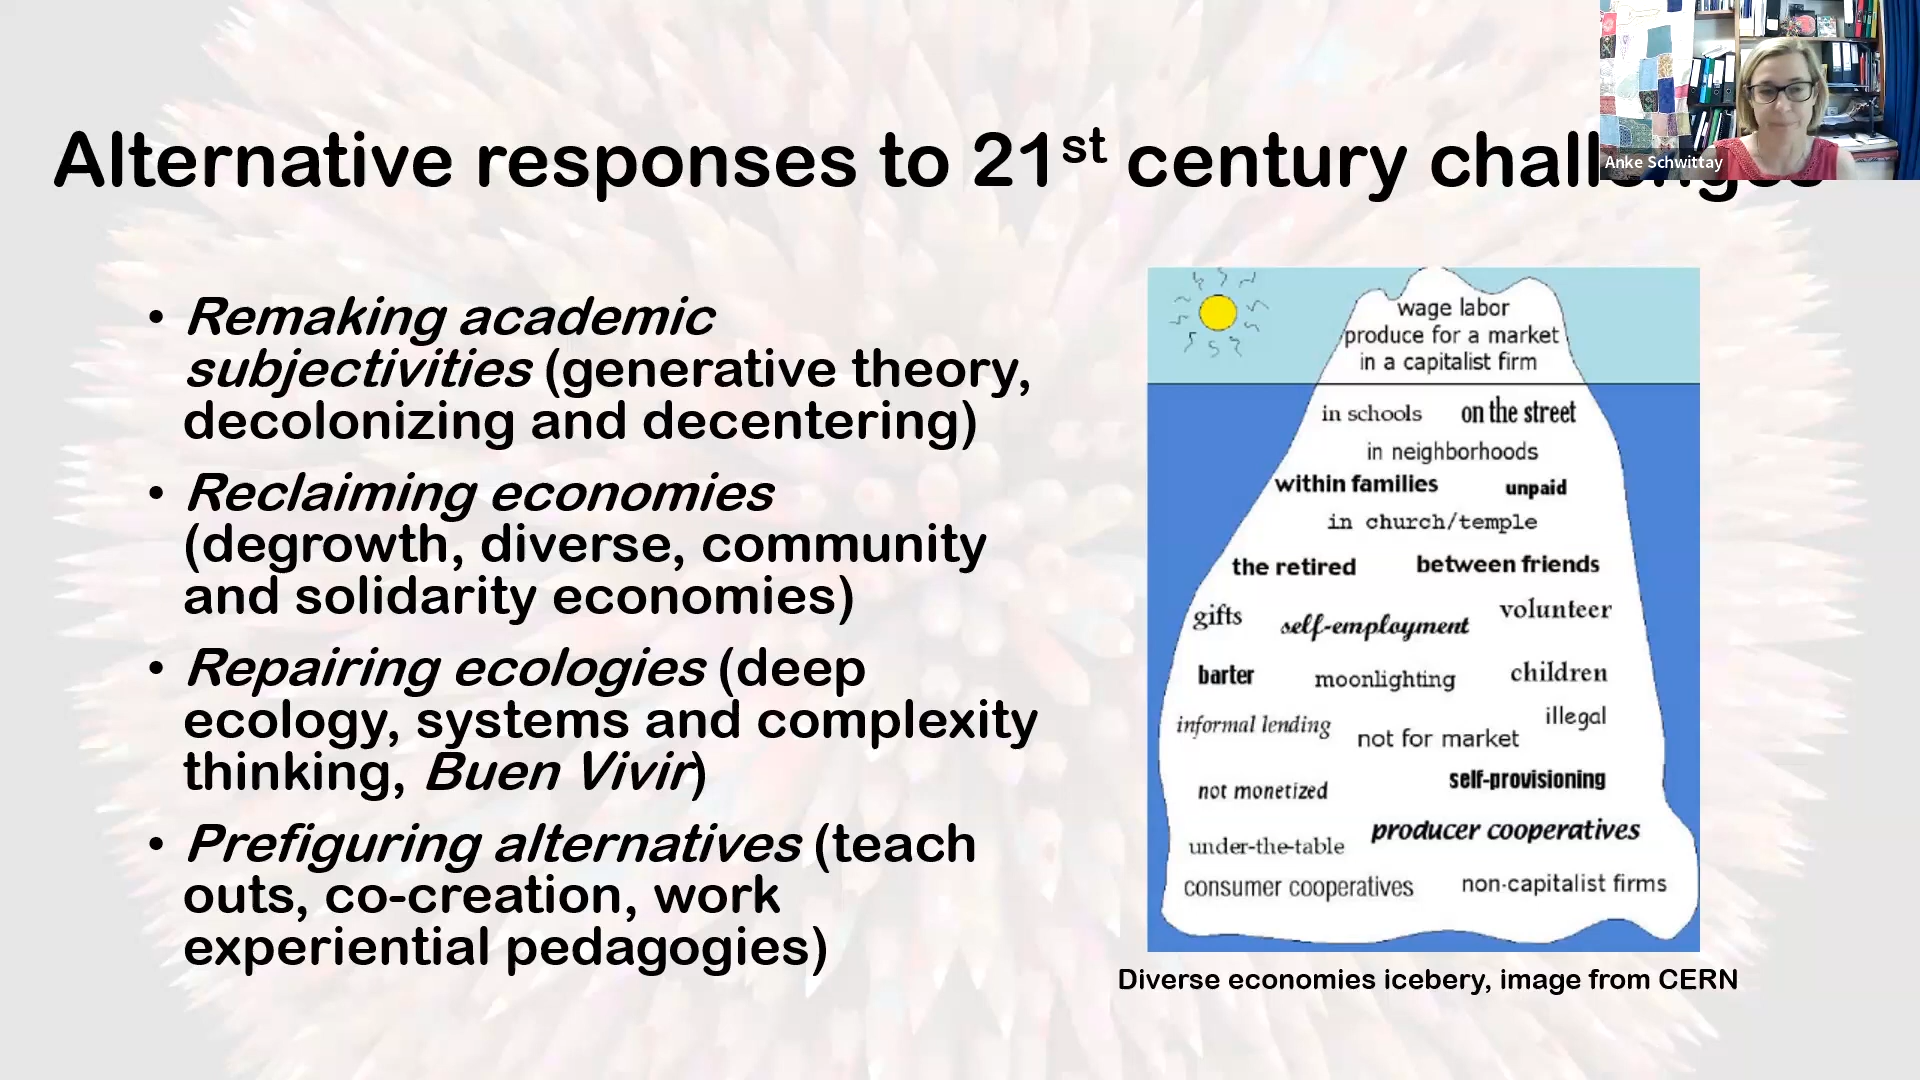 Anke Schwittay
Alternative responses to 21st century challenges
• Remaking academic
subjectivities (generative theory,
decolonizing and decentering)
• Reclaiming economies
(degrowth, diverse, community
and solidarity economies)
• Repairing ecologies (deep
ecology, systems and complexity
thinking, Buen Vivir)
• Prefiguring alternatives (teach
outs, co-creation, work
experiential pedagogies)
wage labor
produce for a market
in a capitalist firm
in schools on the street
in neighborhoods
within families unpaid
in church/temple
the retired between friends
gifts self-employment volunteer
barter moonlighting children
informal lending not for market illegal
not monetized self-provisioning
under-the-table producer cooperatives
consumer cooperatives non-capitalist firms
Diverse economies icebery, image from CERN